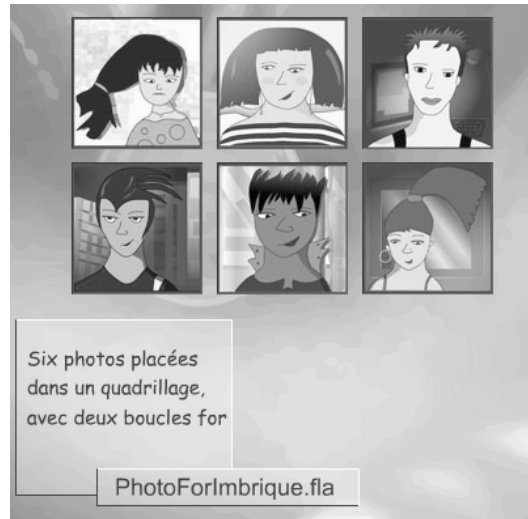 Six photos placées
dans un quadrillage,
avec deux boucles for
PhotoForImbrique.fla